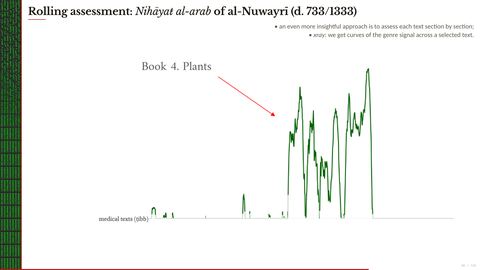 Rolling assessment: Nihāyat al-arab of al-Nuwayrī (d. 733/1333)
• an even more insightful approach is to assess each text section by section;
• xray: we get curves of the genre signal across a selected text.
Book 4. Plants
medical texts (ṭibb)